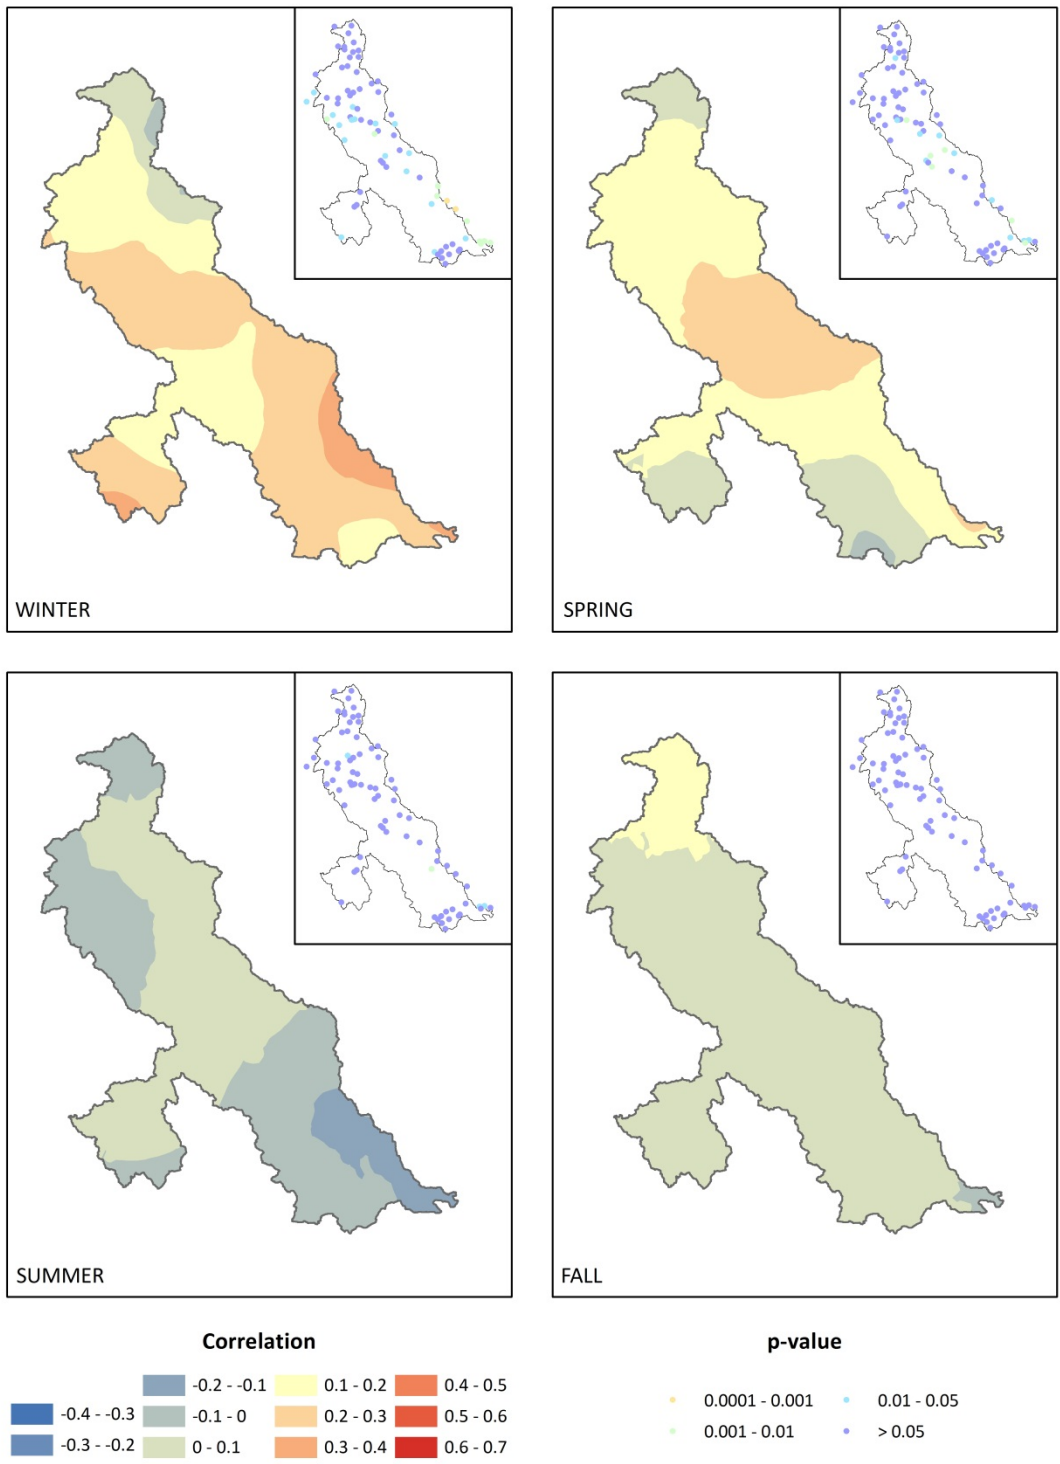 WINTER
SPRING
SUMMER
FALL
Correlation
-0.4 - -0.3
-0.3 - -0.2
-0.2 - -0.1
-0.1 - 0
0 - 0.1
0.1 - 0.2
0.2 - 0.3
0.3 - 0.4
0.4 - 0.5
0.5 - 0.6
0.6 - 0.7
p-value
0.0001 - 0.001
0.001 - 0.01
0.01 - 0.05
> 0.05